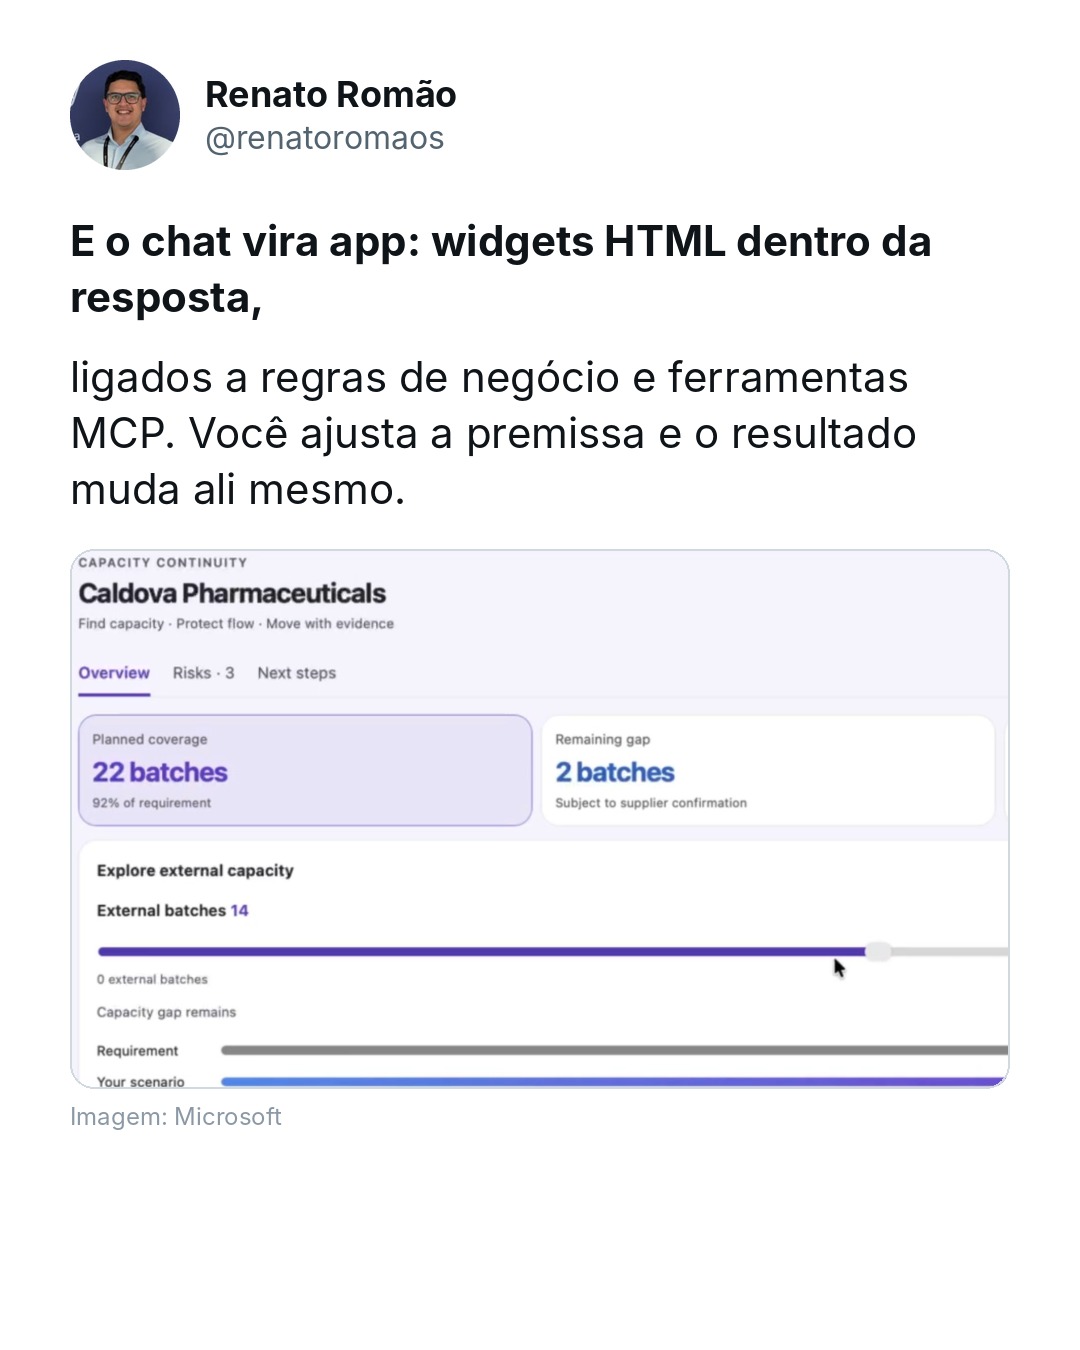 Renato Romão
@renatoromaos
E o chat vira app: widgets HTML dentro da
resposta,
ligados a regras de negócio e ferramentas
MCP. Você ajusta a premissa e o resultado
muda ali mesmo.
CAPACITY CONTINUITY
Caldova Pharmaceuticals
Find capacity · Protect flow · Move with evidence
Overview Risks · 3 Next steps
Planned coverage
22 batches
92% of requirement
Remaining gap
2 batches
Subject to supplier confirmation
Explore external capacity
External batches 14
0 external batches
Capacity gap remains
Requirement
Your scenario
Imagem: Microsoft